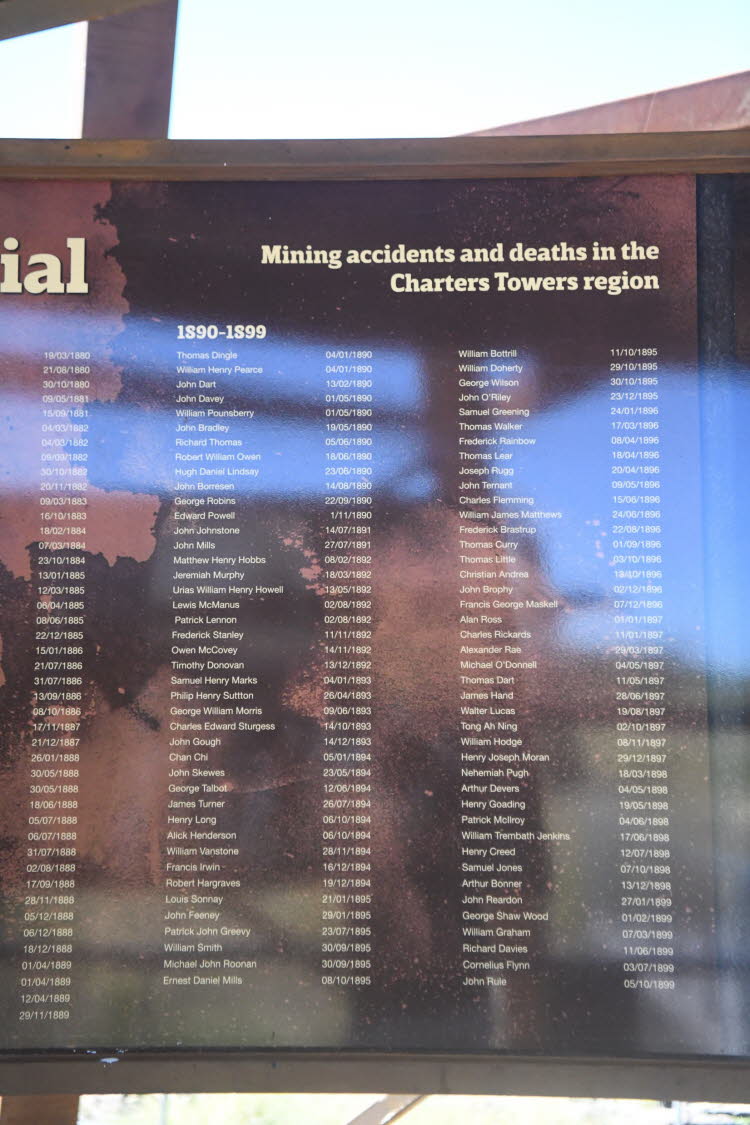 ial
Mining accidents and deaths in the
Charters Towers region
19/03/1880
21/06/1880
30/10/1880
09/05/1881
15/09/1881
04/03/1882
04/03/1882
09/09/1882
30/10/1882
20/11/1882
09/03/1883
16/10/1883
18/02/1884
07/03/1884
23/10/1884
13/01/1885
12/03/1885
06/04/1885
08/06/1885
22/12/1885
15/01/1886
21/07/1886
31/07/1886
13/09/1886
08/10/1886
17/11/1887
21/12/1887
26/01/1888
30/05/1888
30/05/1888
18/06/1888
05/07/1888
06/07/1888
31/07/1888
02/08/1888
17/09/1888
28/11/1888
05/12/1888
06/12/1888
18/12/1888
01/04/1889
01/04/1889
12/04/1889
29/11/1889
1890-1899
Thomas Dingle 04/01/1890
William Henry Pearce 04/01/1890
John Dart 13/02/1890
John Davey 01/05/1890
William Pounsberry 01/05/1890
John Bradley 19/05/1890
Richard Thomas 05/06/1890
Robert William Owen 18/06/1890
Hugh Daniel Lindsay 23/06/1890
John Borresen 14/08/1890
George Robins 22/09/1890
Edward Powell 1/11/1890
John Johnstone 14/07/1891
John Mills 27/07/1891
Matthew Henry Hobbs 08/02/1892
Jeremiah Murphy 18/03/1892
Urias William Henry Howell 13/05/1892
Lewis McManus 02/08/1892
Patrick Lennon 02/08/1892
Frederick Stanley 11/11/1892
Owen McCovey 14/11/1892
Timothy Donovan 13/12/1892
Samuel Henry Marks 04/01/1893
Philip Henry Suttton 26/04/1893
George William Morris 09/06/1893
Charles Edward Sturgess 14/10/1893
John Gough 14/12/1893
Chan Chi 05/01/1894
John Skewes 23/05/1894
George Talbot 12/06/1894
James Turner 26/07/1894
Henry Long 06/10/1894
Alick Henderson 06/10/1894
William Vanstone 28/11/1894
Francis Irwin 16/12/1894
Robert Hargraves 19/12/1894
Louis Sonnay 21/01/1895
John Feeney 29/01/1895
Patrick John Greevy 23/07/1895
William Smith 30/09/1895
Michael John Roonan 30/09/1895
Ernest Daniel Mills 08/10/1895
William Bottrill 11/10/1895
William Doherty 29/10/1895
George Wilson 30/10/1895
John O'Riley 23/12/1895
Samuel Greening 24/01/1896
Thomas Walker 17/03/1896
Frederick Rainbow 08/04/1896
Thomas Lear 18/04/1896
Joseph Rugg 20/04/1896
John Ternant 09/05/1896
Charles Flemming 15/06/1896
William James Matthews 24/06/1896
Frederick Brastrup 22/08/1896
Thomas Curry 01/09/1896
Thomas Little 03/10/1896
Christian Andrea
John Brophy 02/12/1896
Francis George Maskell 07/12/1896
Alan Ross 01/01/1897
Charles Rickards 11/01/1897
Alexander Rae 29/03/1897
Michael O'Donnell 04/05/1897
Thomas Dart 11/05/1897
James Hand 28/06/1897
Walter Lucas 19/08/1897
Tong Ah Ning 02/10/1897
William Hodge 08/11/1897
Henry Joseph Moran 29/12/1897
Nehemiah Pugh 18/03/1898
Arthur Devers 04/05/1898
Henry Goading 19/05/1898
Patrick McIlroy 04/06/1898
William Trembath Jenkins 17/06/1898
Henry Creed 12/07/1898
Samuel Jones 07/10/1898
Arthur Bonner 13/12/1898
John Reardon 27/01/1899
George Shaw Wood 01/02/1899
William Graham 07/03/1899
Richard Davies 11/06/1899
Cornelius Flynn 03/07/1899
John Rule 05/10/1899